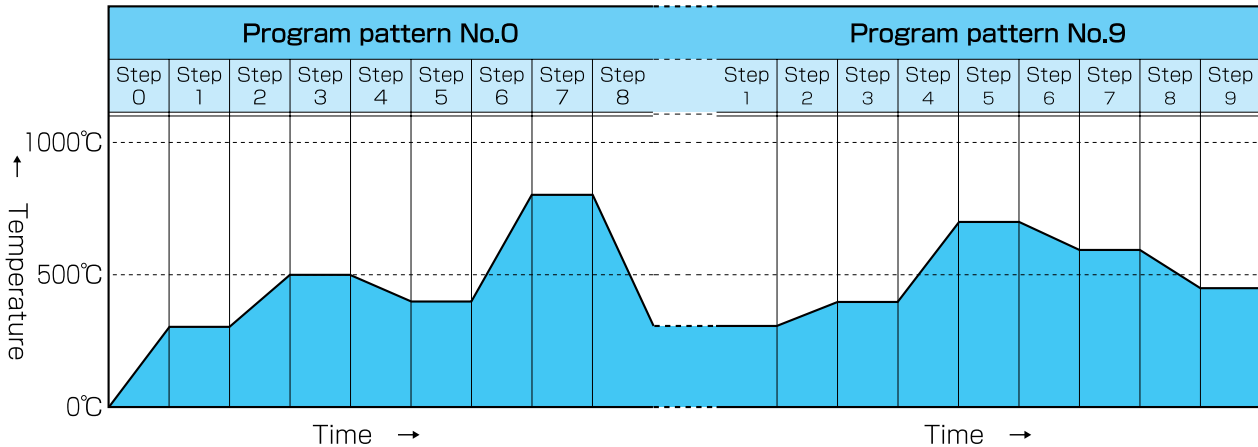 Program pattern No.0 Program pattern No.9
Step Step Step Step Step Step Step Step Step Step Step Step Step Step Step Step Step Step
0 1 2 3 4 5 6 7 8 1 2 3 4 5 6 7 8 9
1000℃
500℃
0℃
Temperature →
Time → Time →